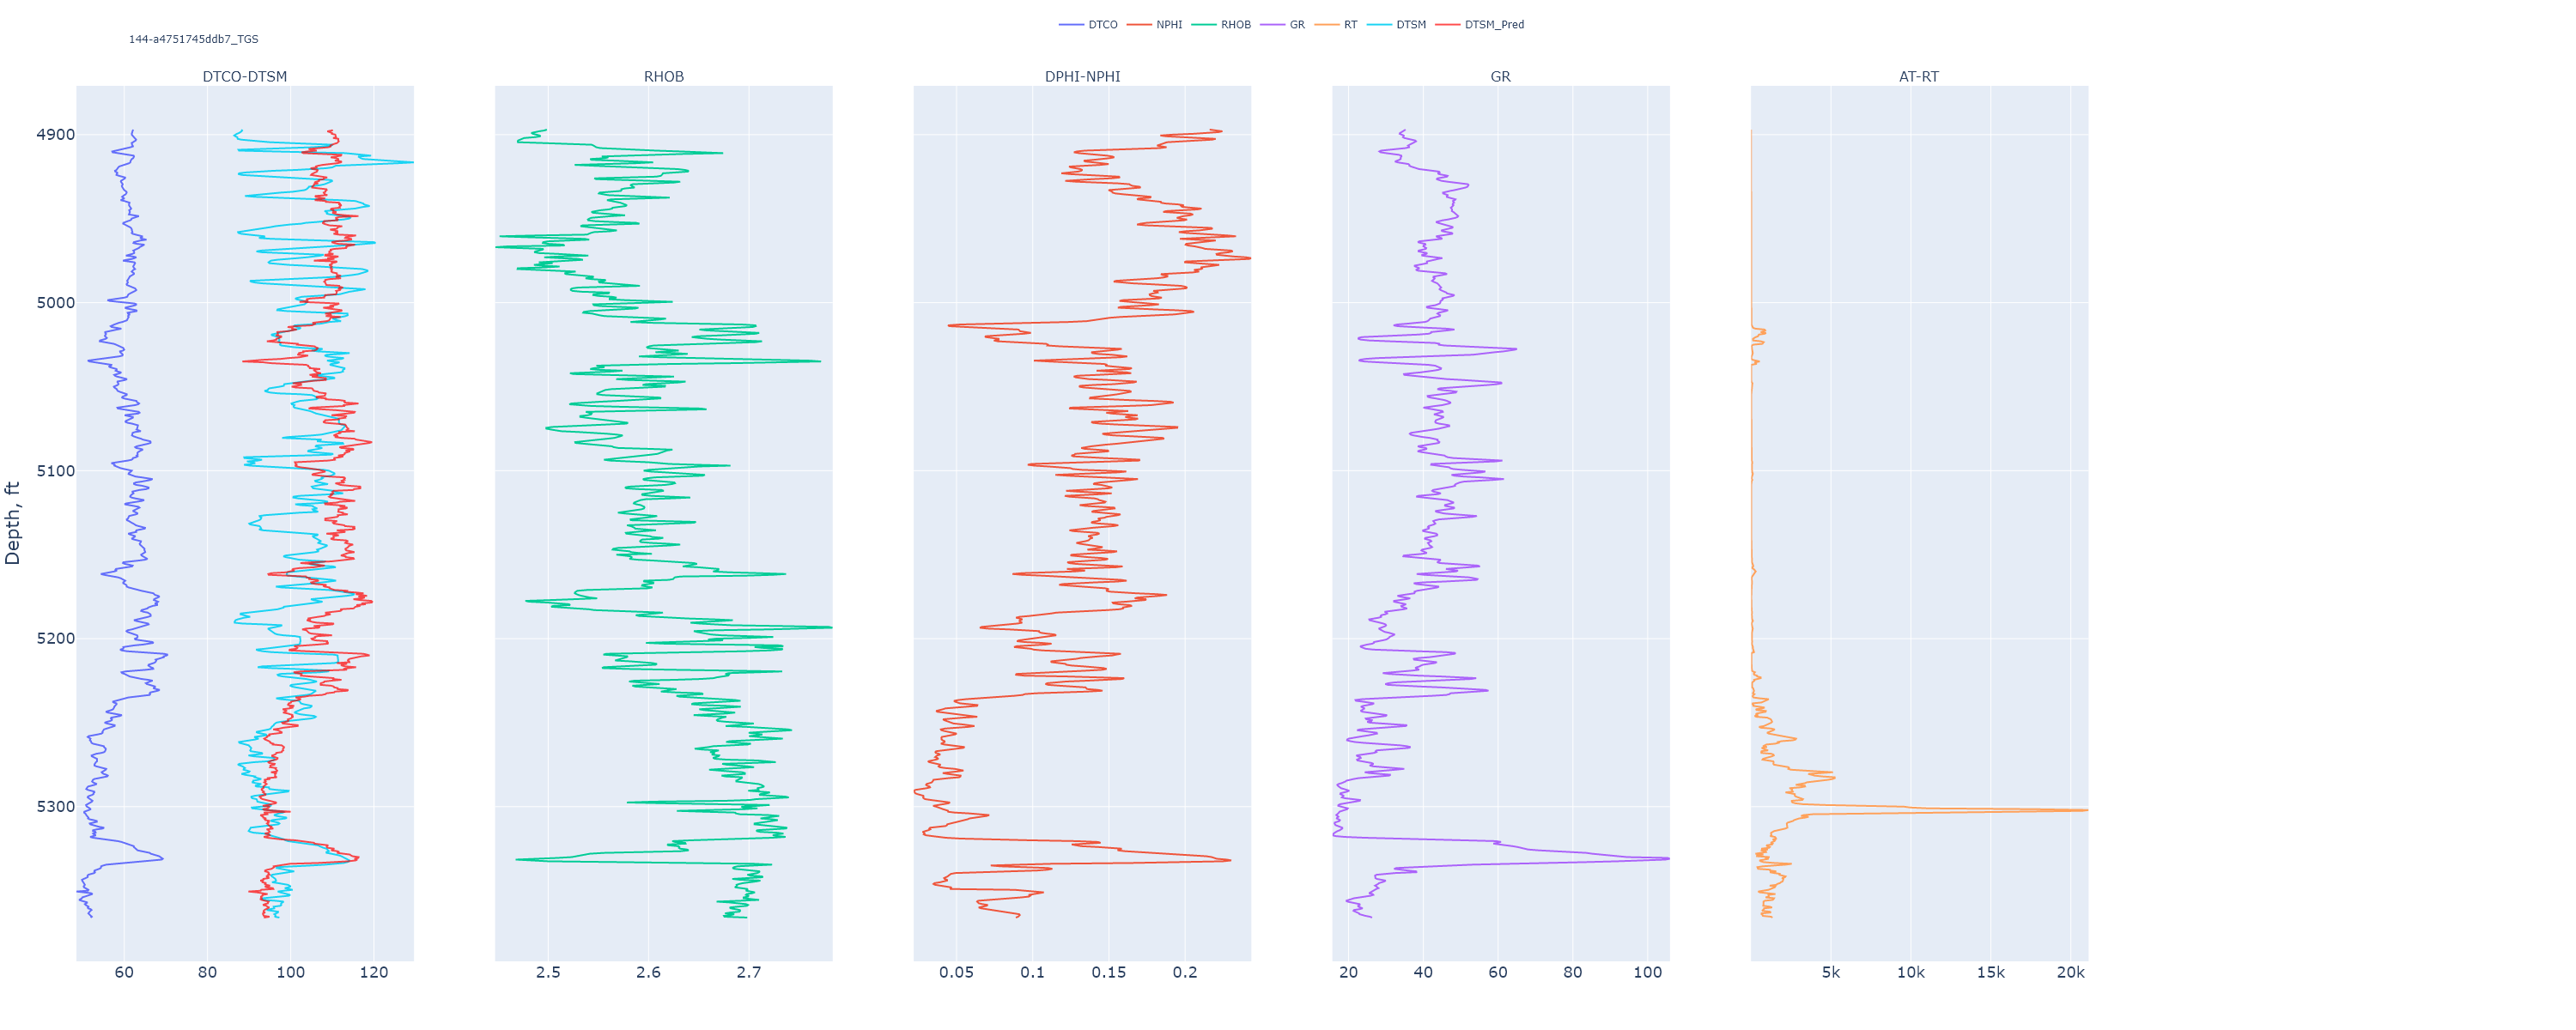 DTCO NPHI RHOB GR RT DTSM DTSM_Pred
144-a4751745ddb7_TGS
DTCO-DTSM RHOB DPHI-NPHI GR AT-RT
Depth, ft
4900
5000
5100
5200
5300
60 80 100 120 2.5 2.6 2.7 0.05 0.1 0.15 0.2 20 40 60 80 100 5k 10k 15k 20k